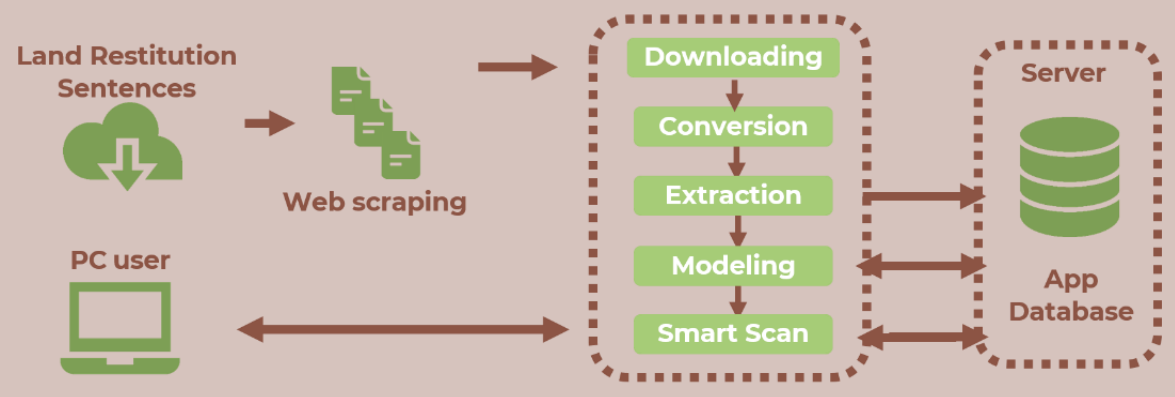 Land Restitution
Sentences
Web scraping
PC user
Downloading
Conversion
Extraction
Modeling
Smart Scan
Server
App
Database